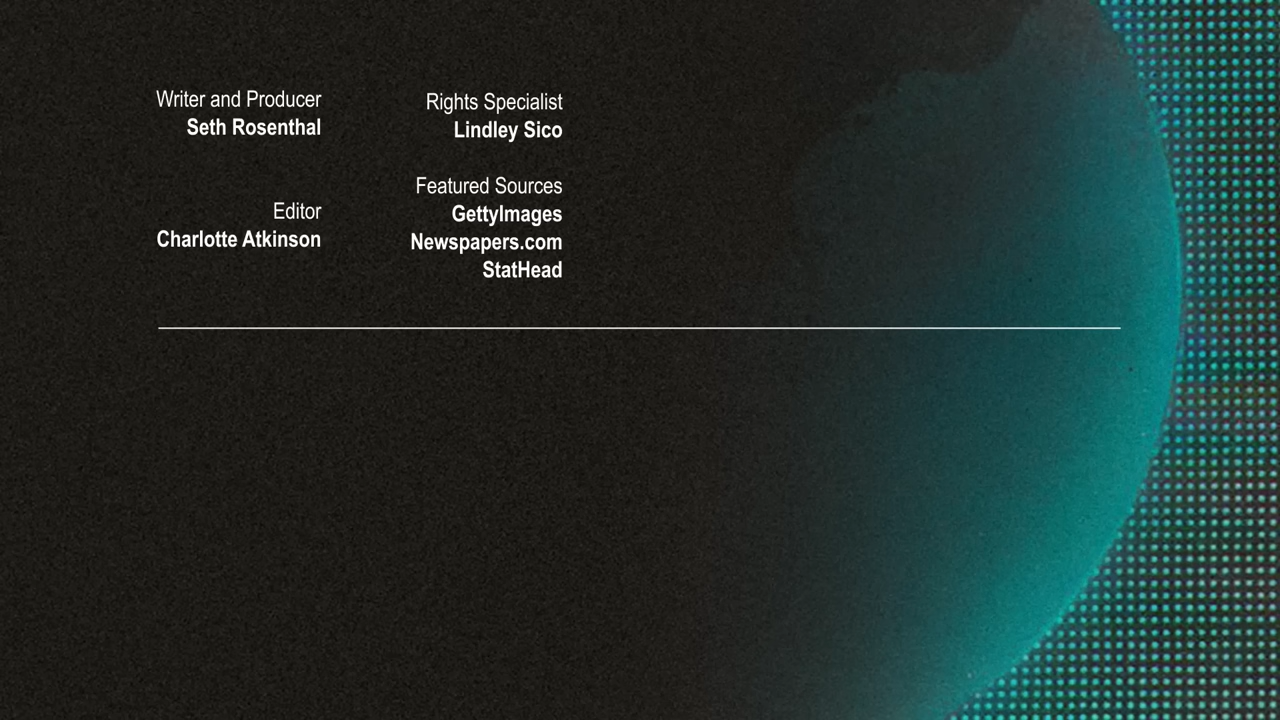 Writer and Producer
Seth Rosenthal
Editor
Charlotte Atkinson
Rights Specialist
Lindley Sico
Featured Sources
GettyImages
Newspapers.com
StatHead